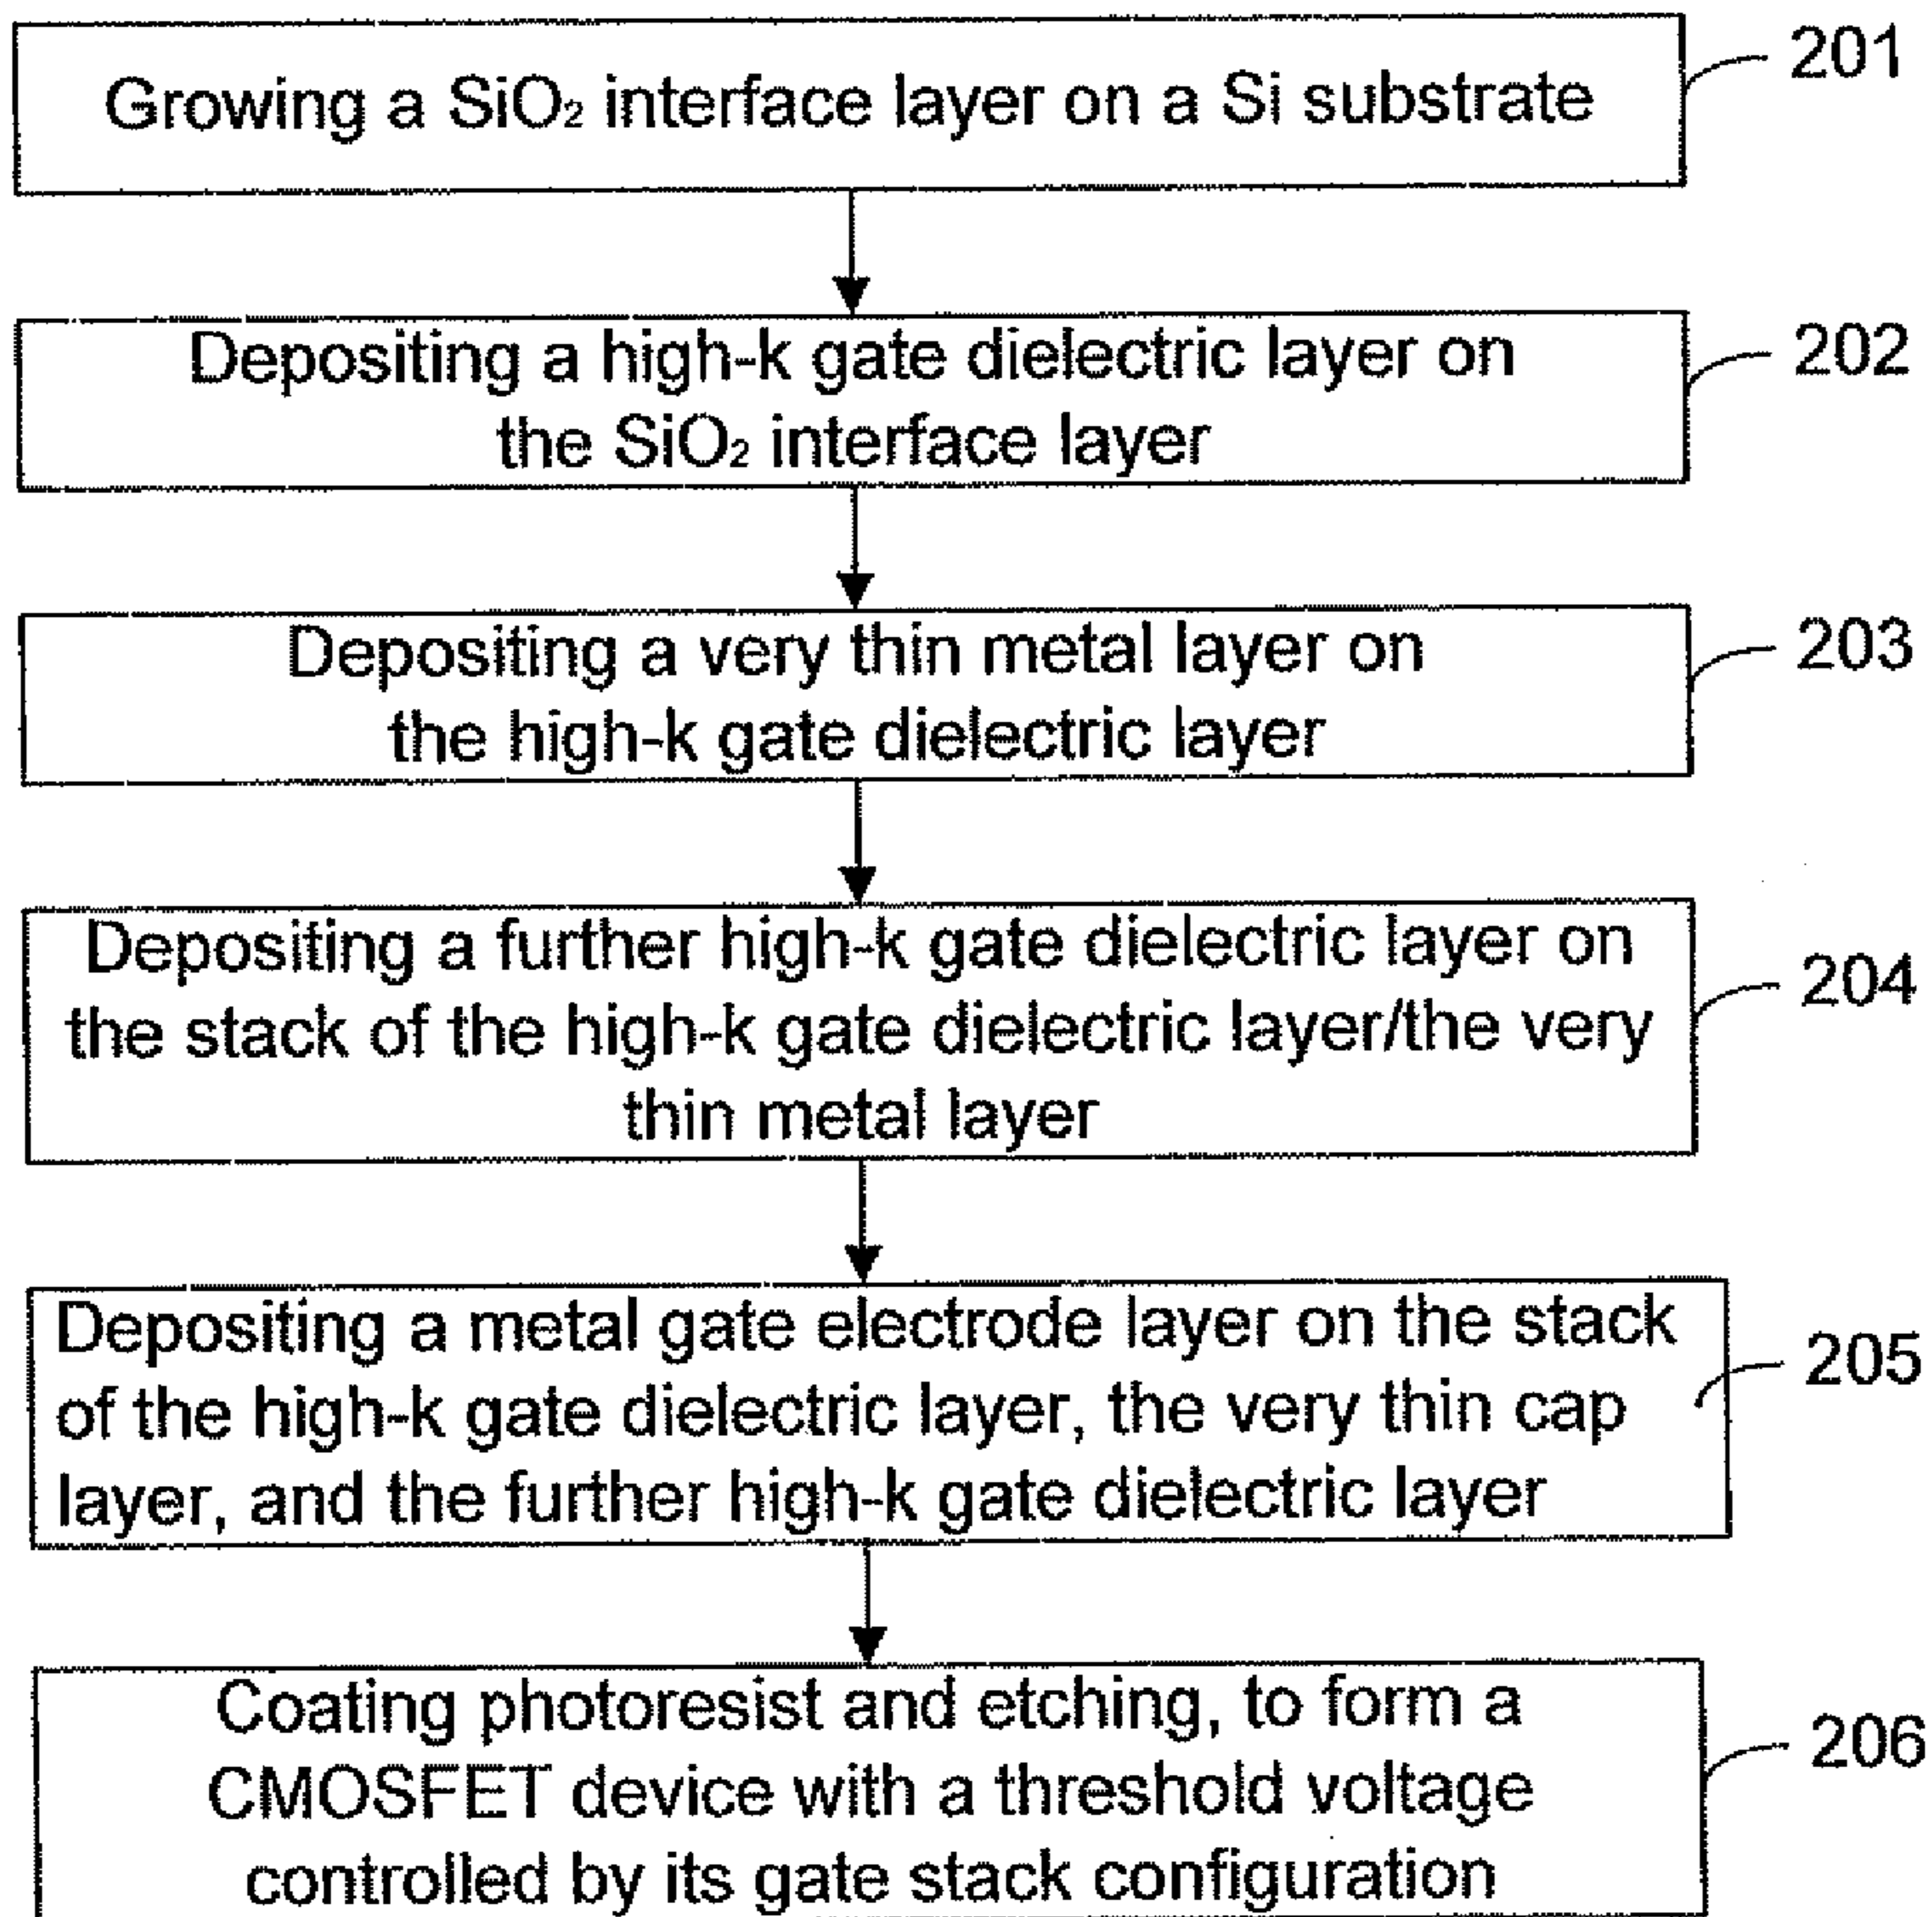 Growing a SiO₂ interface layer on a Si substrate
201
Depositing a high-k gate dielectric layer on
the SiO₂ interface layer
202
Depositing a very thin metal layer on
the high-k gate dielectric layer
203
Depositing a further high-k gate dielectric layer on
the stack of the high-k gate dielectric layer/the very
thin metal layer
204
Depositing a metal gate electrode layer on the stack
of the high-k gate dielectric layer, the very thin cap
layer, and the further high-k gate dielectric layer
205
Coating photoresist and etching, to form a
CMOSFET device with a threshold voltage
controlled by its gate stack configuration
206